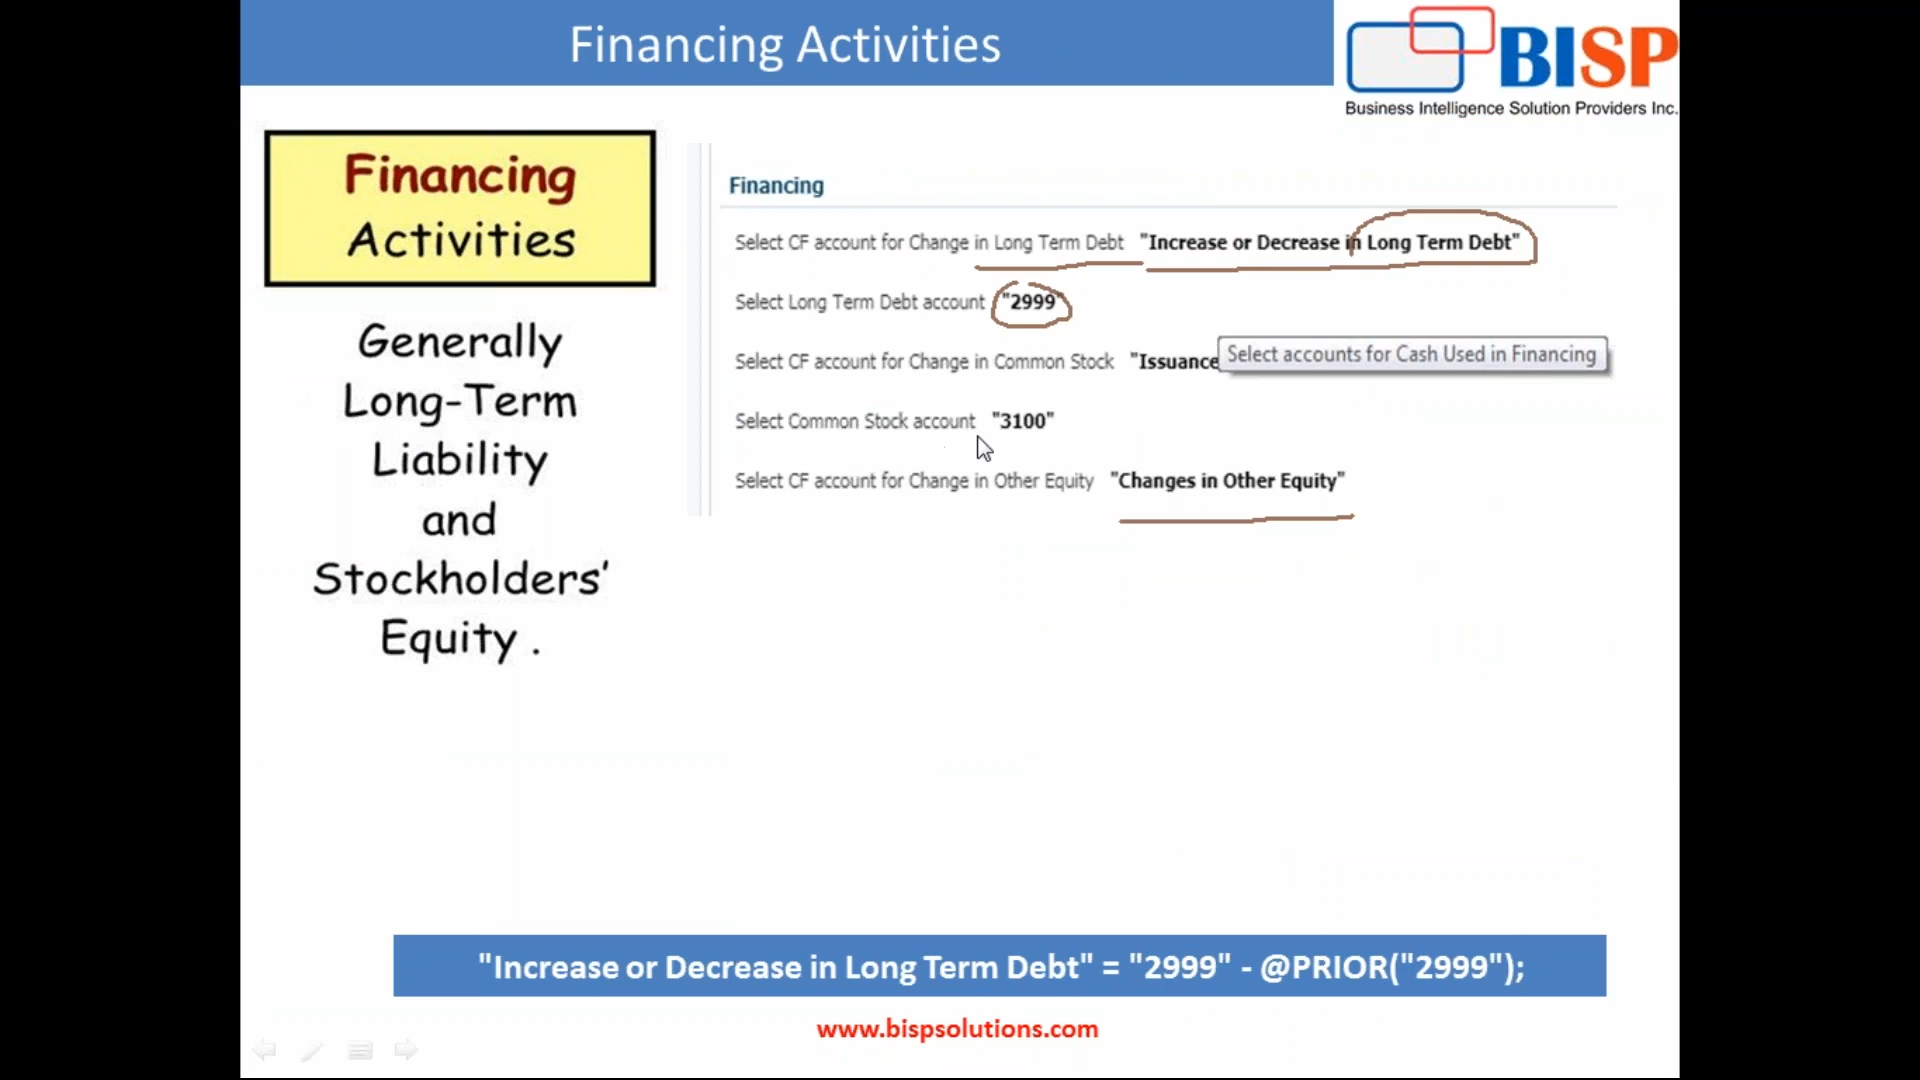 Financing Activities
BISP
Business Intelligence Solution Providers Inc.
Financing
Activities
Generally
Long-Term
Liability
and
Stockholders'
Equity .
Financing
Select CF account for Change in Long Term Debt "Increase or Decrease in Long Term Debt"
Select Long Term Debt account "2999"
Select CF account for Change in Common Stock "Issuance
Select accounts for Cash Used in Financing
Select Common Stock account "3100"
Select CF account for Change in Other Equity "Changes in Other Equity"
"Increase or Decrease in Long Term Debt" = "2999" - @PRIOR("2999");
www.bispsolutions.com